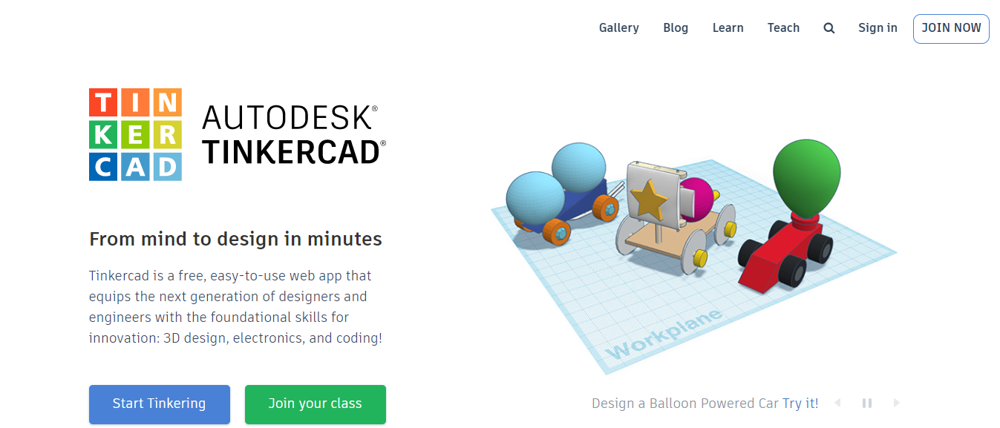 Gallery Blog Learn Teach Sign in JOIN NOW
TIN
KER
CAD
AUTODESK®
TINKERCAD®
From mind to design in minutes
Tinkercad is a free, easy-to-use web app that
equips the next generation of designers and
engineers with the foundational skills for
innovation: 3D design, electronics, and coding!
Start Tinkering Join your class
Workplane
Design a Balloon Powered Car Try it!